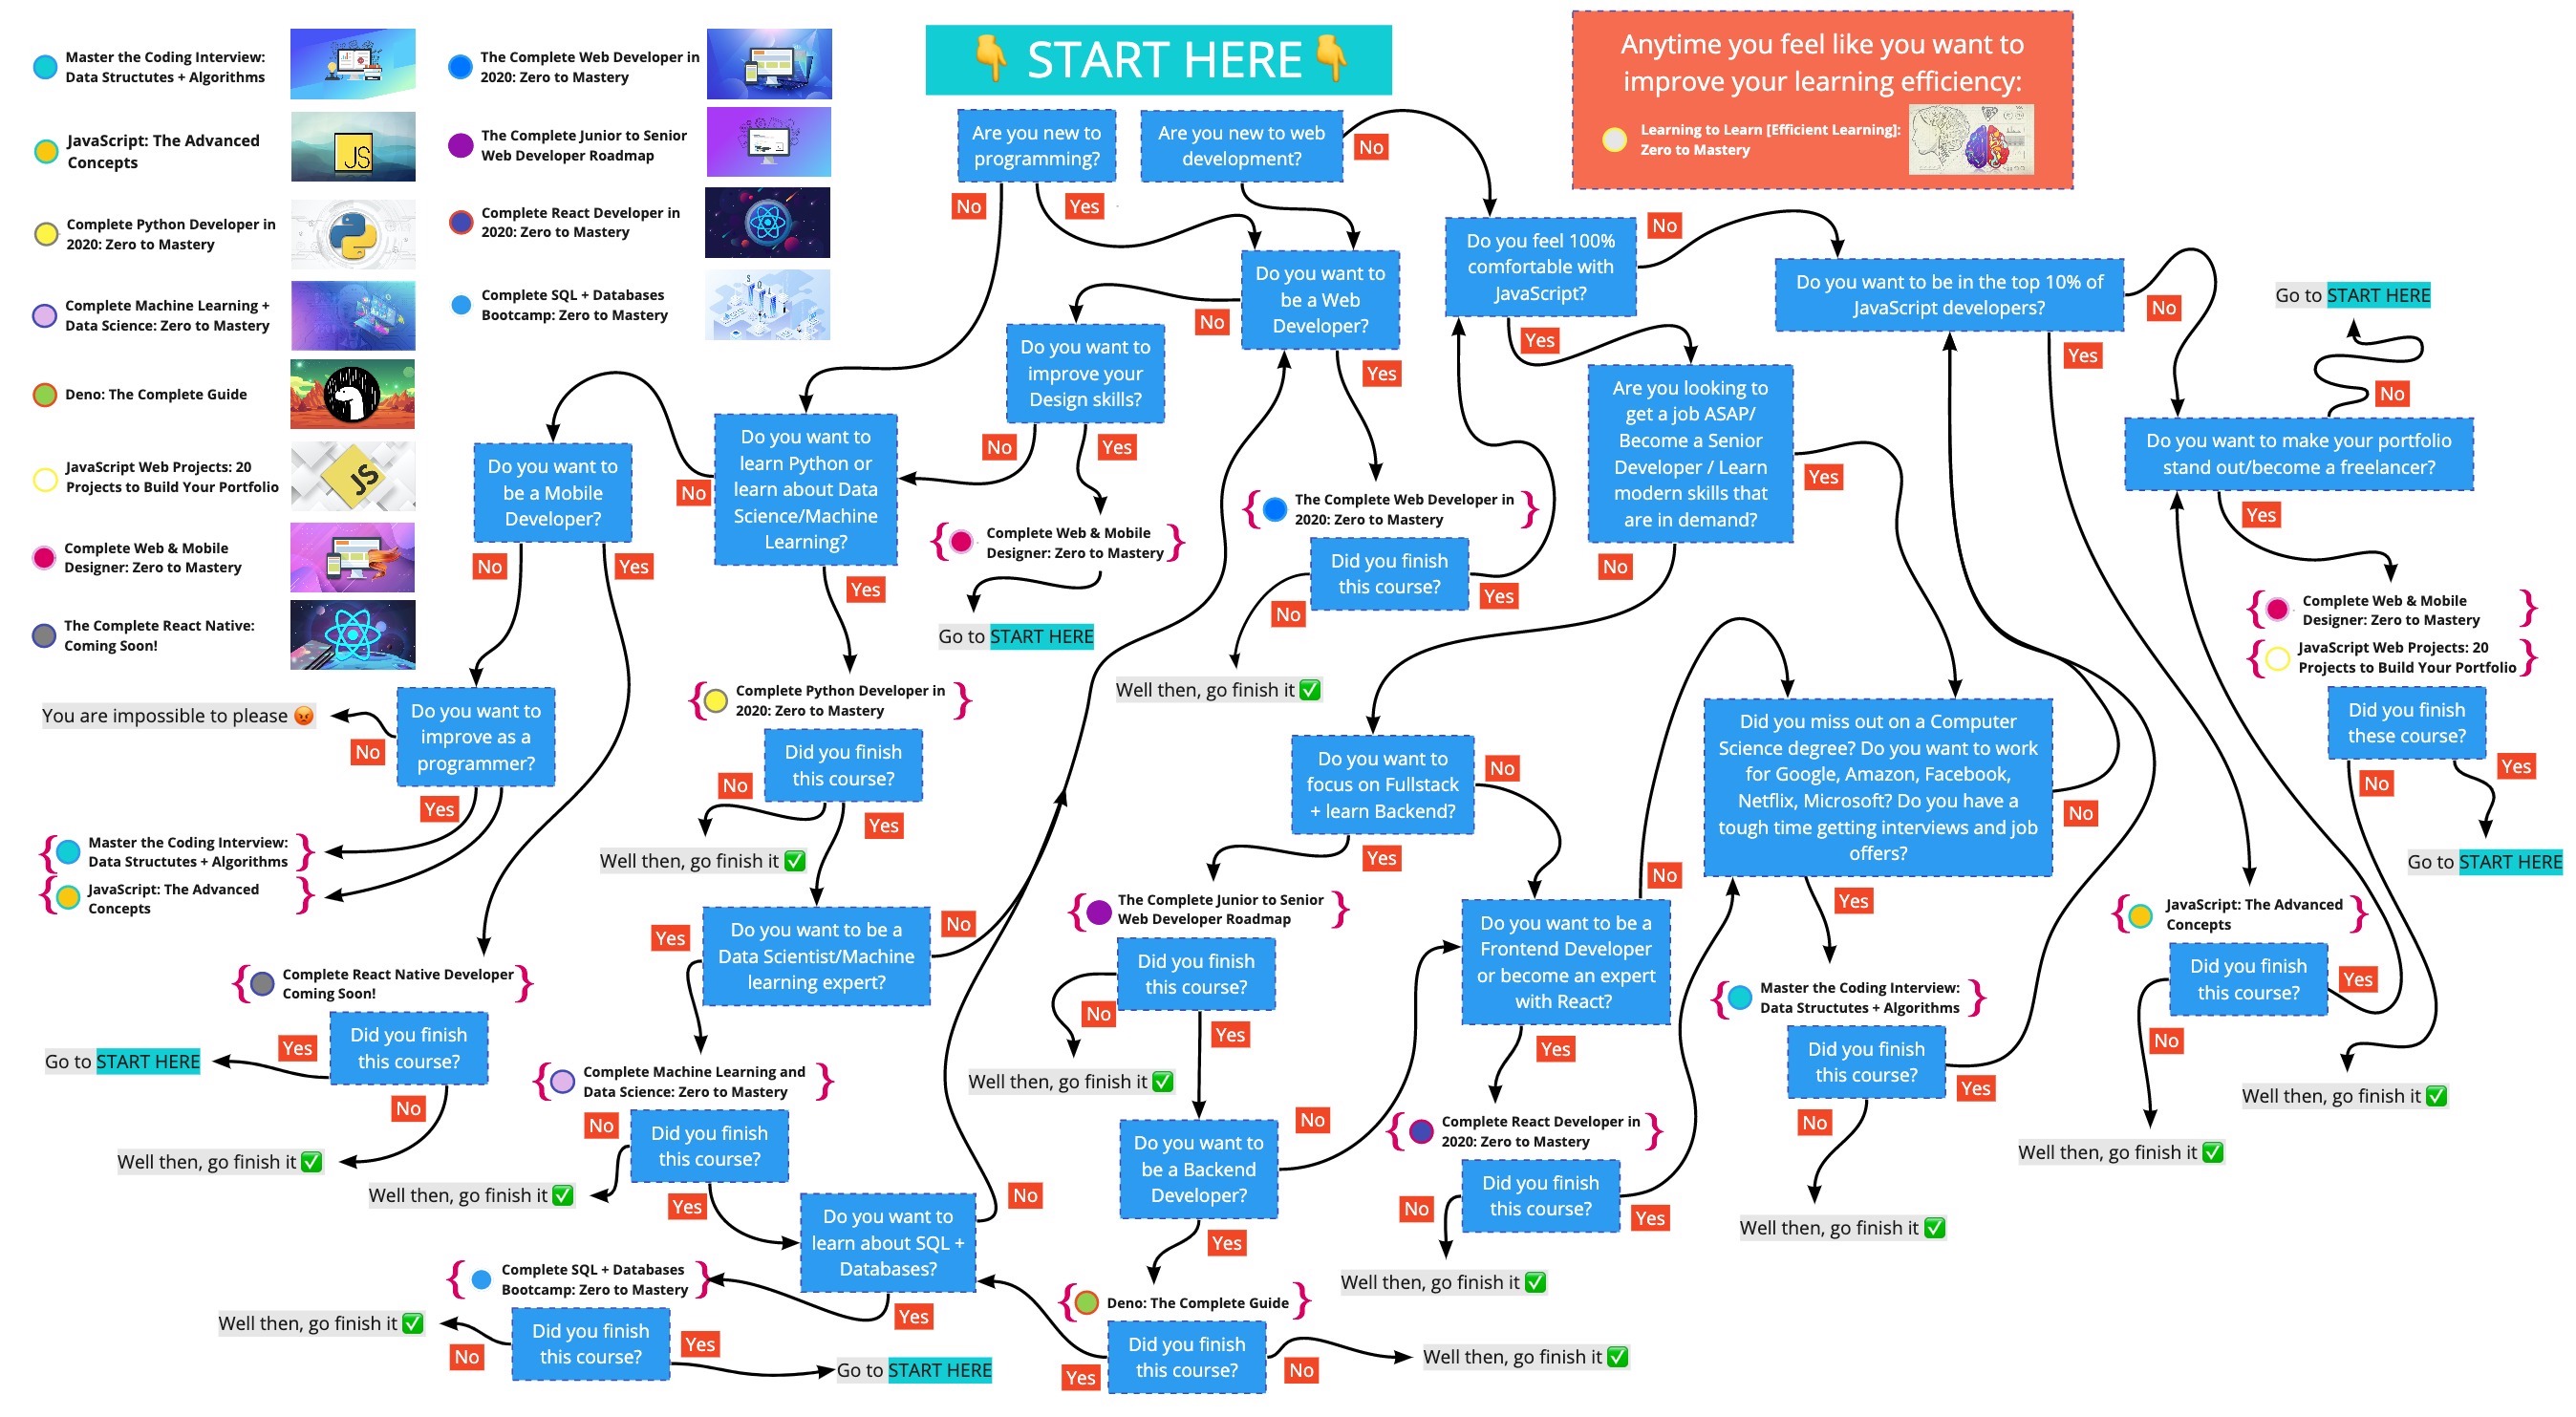 Master the Coding Interview:
Data Structutes + Algorithms
JavaScript: The Advanced
Concepts
Complete Python Developer in
2020: Zero to Mastery
Complete Machine Learning +
Data Science: Zero to Mastery
Deno: The Complete Guide
JavaScript Web Projects: 20
Projects to Build Your Portfolio
Complete Web & Mobile
Designer: Zero to Mastery
The Complete React Native:
Coming Soon!
The Complete Web Developer in
2020: Zero to Mastery
The Complete Junior to Senior
Web Developer Roadmap
Complete React Developer in
2020: Zero to Mastery
Complete SQL + Databases
Bootcamp: Zero to Mastery
JS
JS
👇 START HERE 👇
Anytime you feel like you want to
improve your learning efficiency:
Learning to Learn [Efficient Learning]:
Zero to Mastery
Are you new to
programming?
No
Yes
Are you new to web
development?
No
Do you want to
be a Web
Developer?
No
Yes
Do you want to
improve your
Design skills?
No
Yes
Complete Web & Mobile
Designer: Zero to Mastery
Go to START HERE
The Complete Web Developer in
2020: Zero to Mastery
Did you finish
this course?
No
Yes
Well then, go finish it ✅
Do you feel 100%
comfortable with
JavaScript?
No
Yes
Do you want to be in the top 10% of
JavaScript developers?
No
Yes
Go to START HERE
No
Do you want to make your portfolio
stand out/become a freelancer?
Yes
Complete Web & Mobile
Designer: Zero to Mastery
JavaScript Web Projects: 20
Projects to Build Your Portfolio
Did you finish
these course?
No
Yes
Go to START HERE
Well then, go finish it ✅
Are you looking to
get a job ASAP/
Become a Senior
Developer / Learn
modern skills that
are in demand?
Yes
No
Do you want to
learn Python or
learn about Data
Science/Machine
Learning?
No
Yes
Do you want to
be a Mobile
Developer?
No
Yes
Do you want to
improve as a
programmer?
You are impossible to please 😡
No
Yes
Master the Coding Interview:
Data Structutes + Algorithms
JavaScript: The Advanced
Concepts
Complete React Native Developer
Coming Soon!
Did you finish
this course?
Yes
Go to START HERE
No
Well then, go finish it ✅
Complete Python Developer in
2020: Zero to Mastery
Did you finish
this course?
No
Yes
Well then, go finish it ✅
Do you want to be a
Data Scientist/Machine
learning expert?
Yes
No
Complete Machine Learning and
Data Science: Zero to Mastery
Did you finish
this course?
No
Yes
Well then, go finish it ✅
Do you want to
learn about SQL +
Databases?
No
Yes
Complete SQL + Databases
Bootcamp: Zero to Mastery
Did you finish
this course?
Well then, go finish it ✅
No
Yes
Go to START HERE
Do you want to
focus on Fullstack
+ learn Backend?
No
Yes
The Complete Junior to Senior
Web Developer Roadmap
Did you finish
this course?
No
Yes
Well then, go finish it ✅
Do you want to
be a Backend
Developer?
No
Yes
Deno: The Complete Guide
Did you finish
this course?
Yes
No
Well then, go finish it ✅
Do you want to be a
Frontend Developer
or become an expert
with React?
No
Yes
Complete React Developer in
2020: Zero to Mastery
Did you finish
this course?
No
Yes
Well then, go finish it ✅
Did you miss out on a Computer
Science degree? Do you want to work
for Google, Amazon, Facebook,
Netflix, Microsoft? Do you have a
tough time getting interviews and job
offers?
No
Yes
Master the Coding Interview:
Data Structutes + Algorithms
Did you finish
this course?
No
Yes
Well then, go finish it ✅
JavaScript: The Advanced
Concepts
Did you finish
this course?
Yes
No
Well then, go finish it ✅